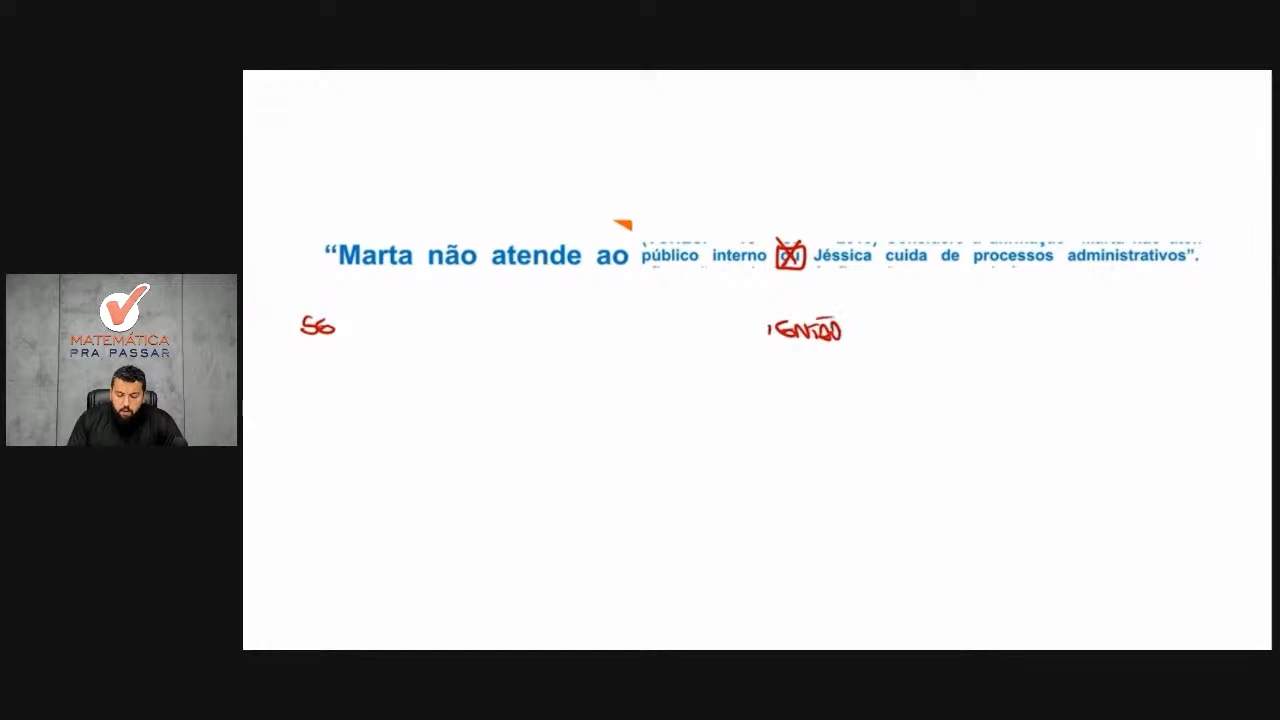 “Marta não atende ao público interno ou Jéssica cuida de processos administrativos”.
SE , ENTÃO
MATEMÁTICA
PRA PASSAR